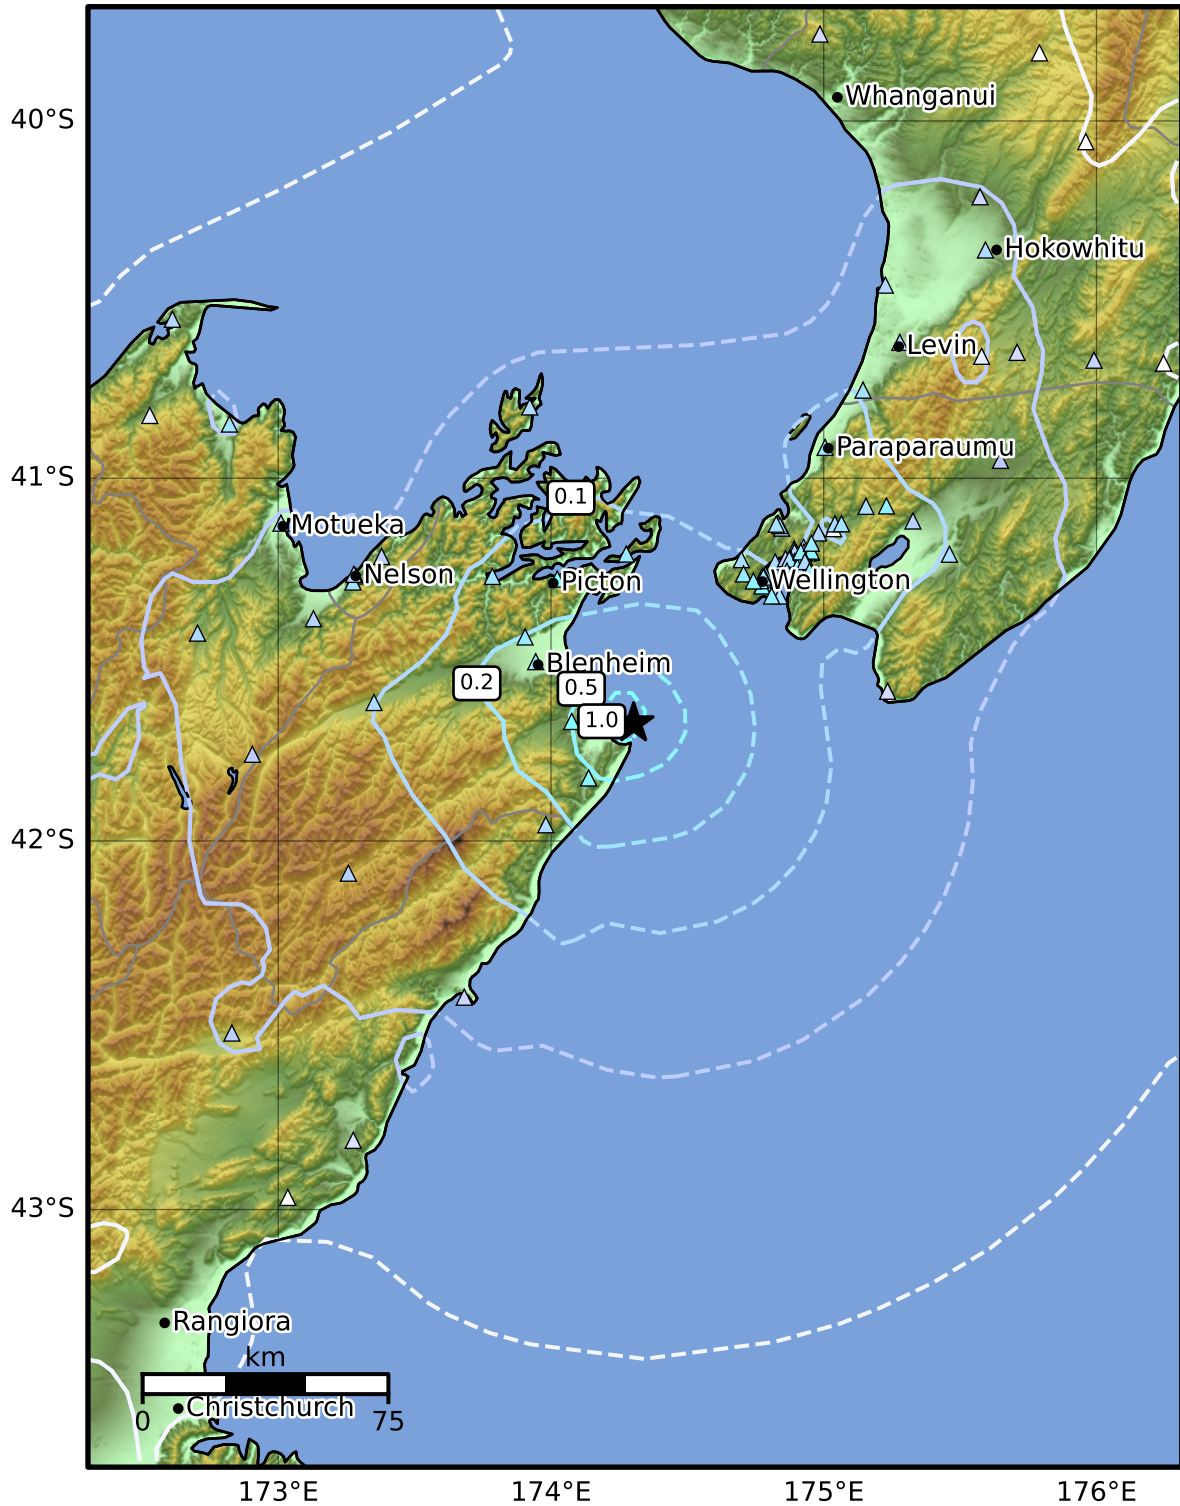 40°S
Whanganui
Hokowhitu
Levin
Paraparaumu
41°S
0.1
Motueka
Nelson
Picton
Wellington
Blenheim
0.2
0.5
1.0
42°S
43°S
Rangiora
km
0
75
Christchurch
173°E
174°E
175°E
176°E